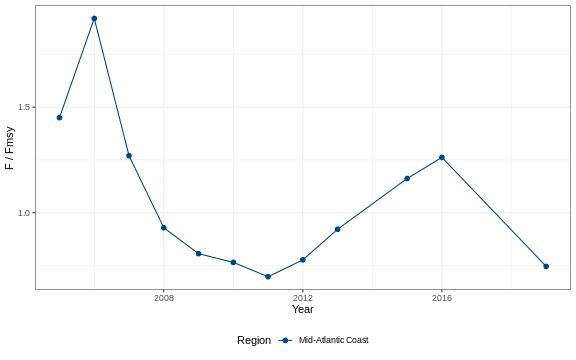 F / Fmsy
1.5
1.0
2008 2012 2016
Year
Region Mid-Atlantic Coast